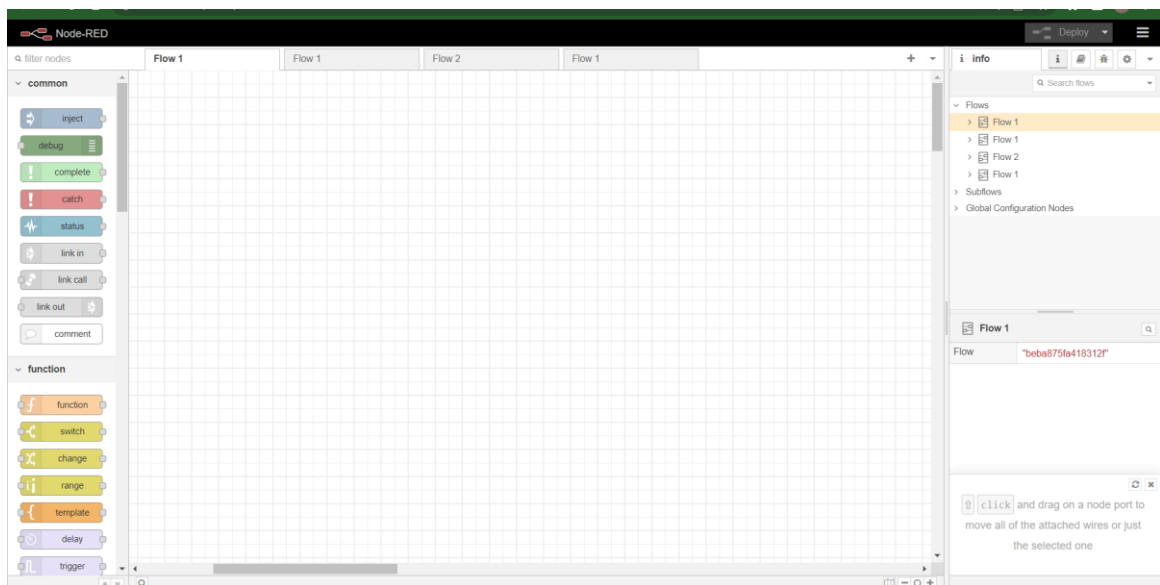 Node-RED
Deploy
filter nodes
Flow 1
Flow 1
Flow 2
Flow 1
info
common
inject
debug
complete
catch
status
link in
link call
link out
comment
function
function
switch
change
range
template
delay
trigger
Search flows
Flows
Flow 1
Flow 1
Flow 2
Flow 1
Subflows
Global Configuration Nodes
Flow 1
Flow "beba875fa418312f"
click and drag on a node port to
move all of the attached wires or just
the selected one